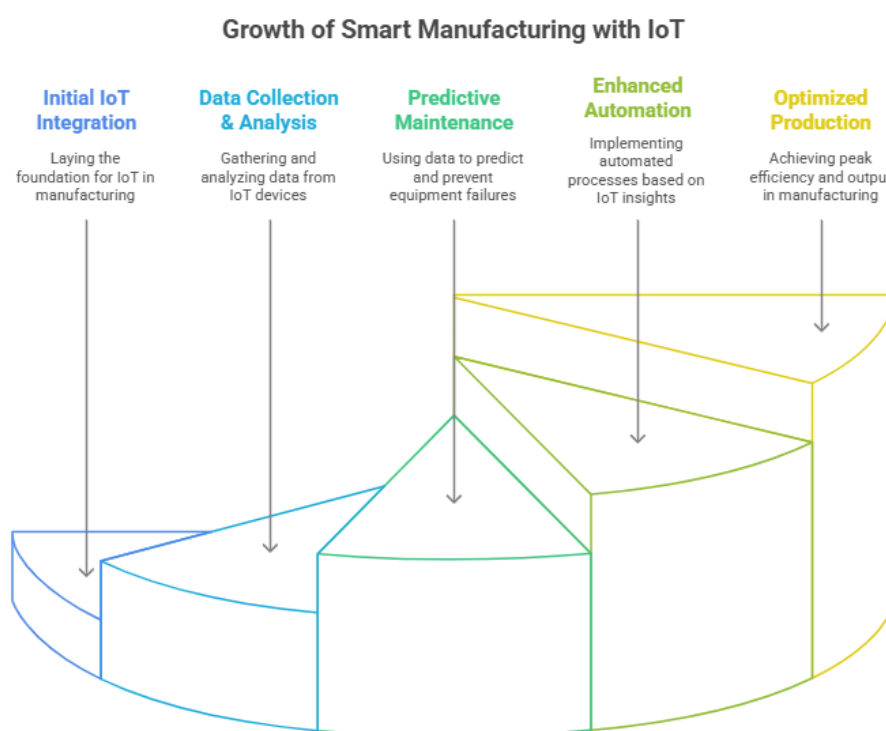 Growth of Smart Manufacturing with IoT
Initial IoT
Integration
Laying the
foundation for IoT in
manufacturing
Data Collection
& Analysis
Gathering and
analyzing data from
IoT devices
Predictive
Maintenance
Using data to predict
and prevent
equipment failures
Enhanced
Automation
Implementing
automated
processes based on
IoT insights
Optimized
Production
Achieving peak
efficiency and outpu
in manufacturing